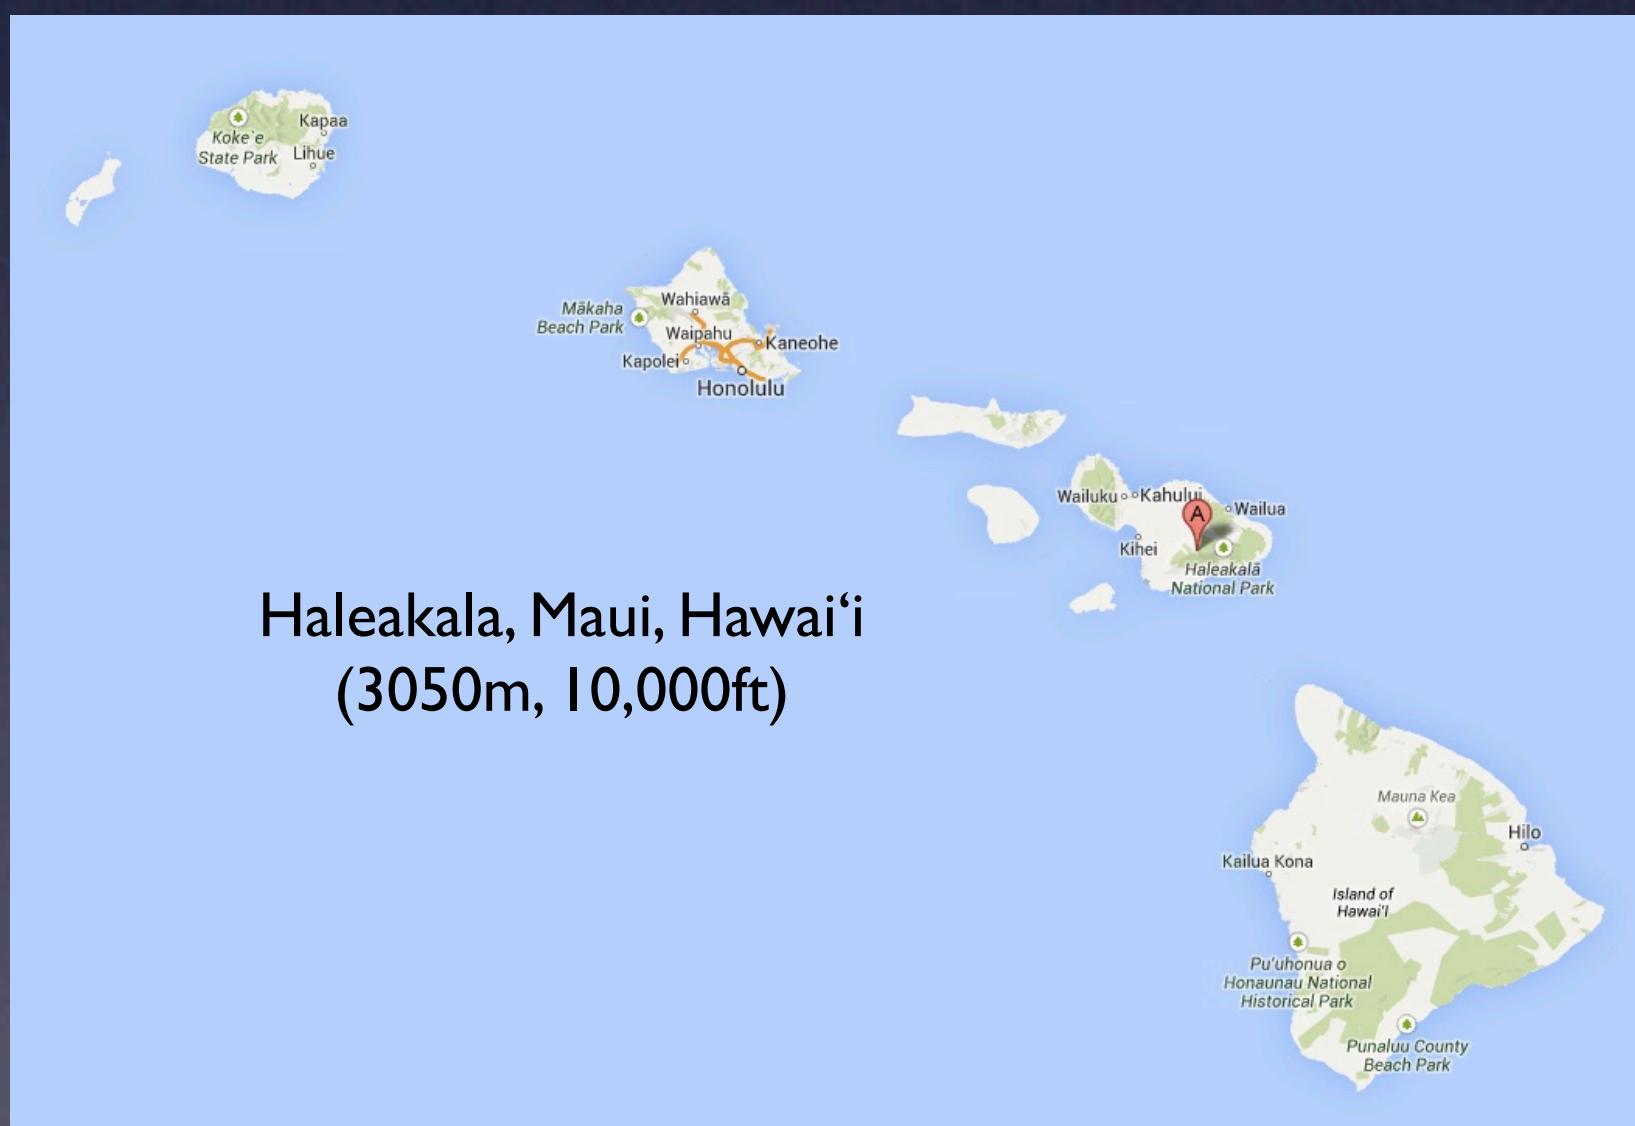 Kapaa
Koke`e
State Park
Lihue
Mākaha
Beach Park
Wahiawā
Waipahu
Kaneohe
Kapolei
Honolulu
Wailuku
Kahului
A
Wailua
Kihei
Haleakalā
National Park
Haleakala, Maui, Hawai‘i
(3050m, 10,000ft)
Mauna Kea
Hilo
Kailua Kona
Island of
Hawai'i
Pu'uhonua o
Honaunau National
Historical Park
Punaluu County
Beach Park